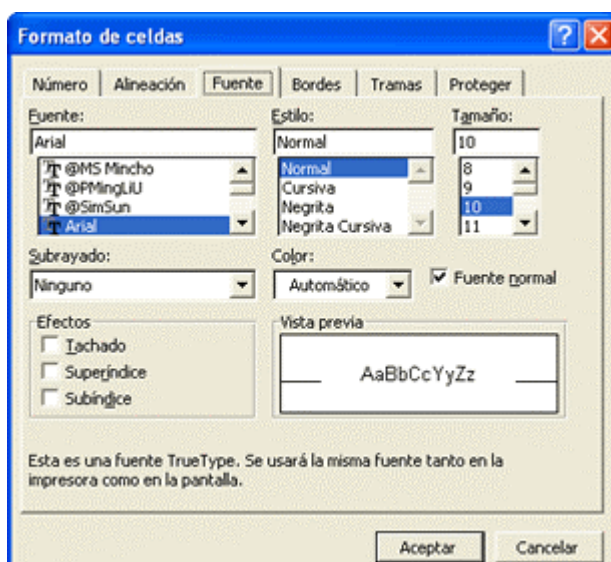 Formato de celdas
Número Alineación Fuente Bordes Tramas Proteger
Fuente: Estilo: Tamaño:
Arial Normal 10
@MS Mincho Normal 8
@PMingLiU Cursiva 9
@SimSun Negrita 10
Arial Negrita Cursiva 11
Subrayado: Color:
Ninguno Automático Fuente normal
Efectos Vista previa
Tachado
Superíndice AaBbCcYyZz
Subíndice
Esta es una fuente TrueType. Se usará la misma fuente tanto en la
impresora como en la pantalla.
Aceptar Cancelar